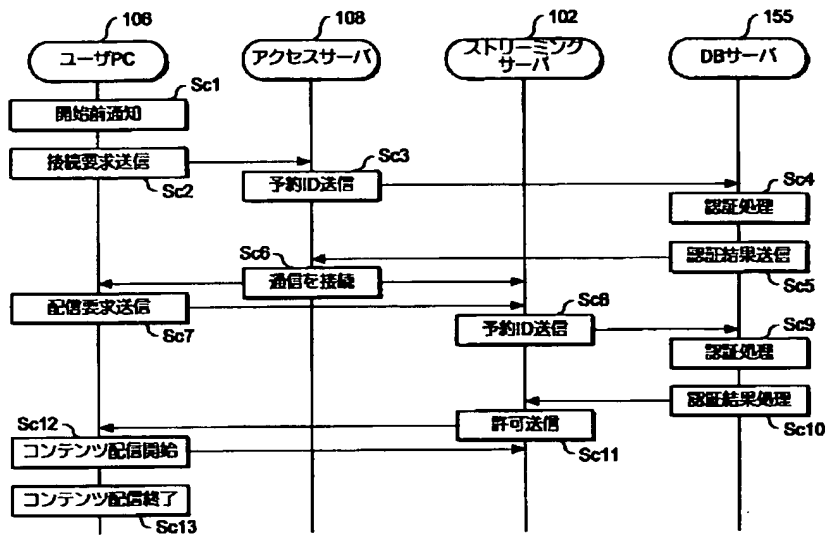 106
108
102
155
ユーザPC
アクセスサーバ
ストリーミング
サーバ
DBサーバ
Sc1
開始前通知
接続要求送信
Sc2
Sc3
予約ID送信
Sc4
認証処理
認証結果送信
Sc5
Sc6
通信を接続
配信要求送信
Sc7
Sc8
予約ID送信
Sc9
認証処理
認証結果処理
Sc10
許可送信
Sc11
Sc12
コンテンツ配信開始
コンテンツ配信終了
Sc13